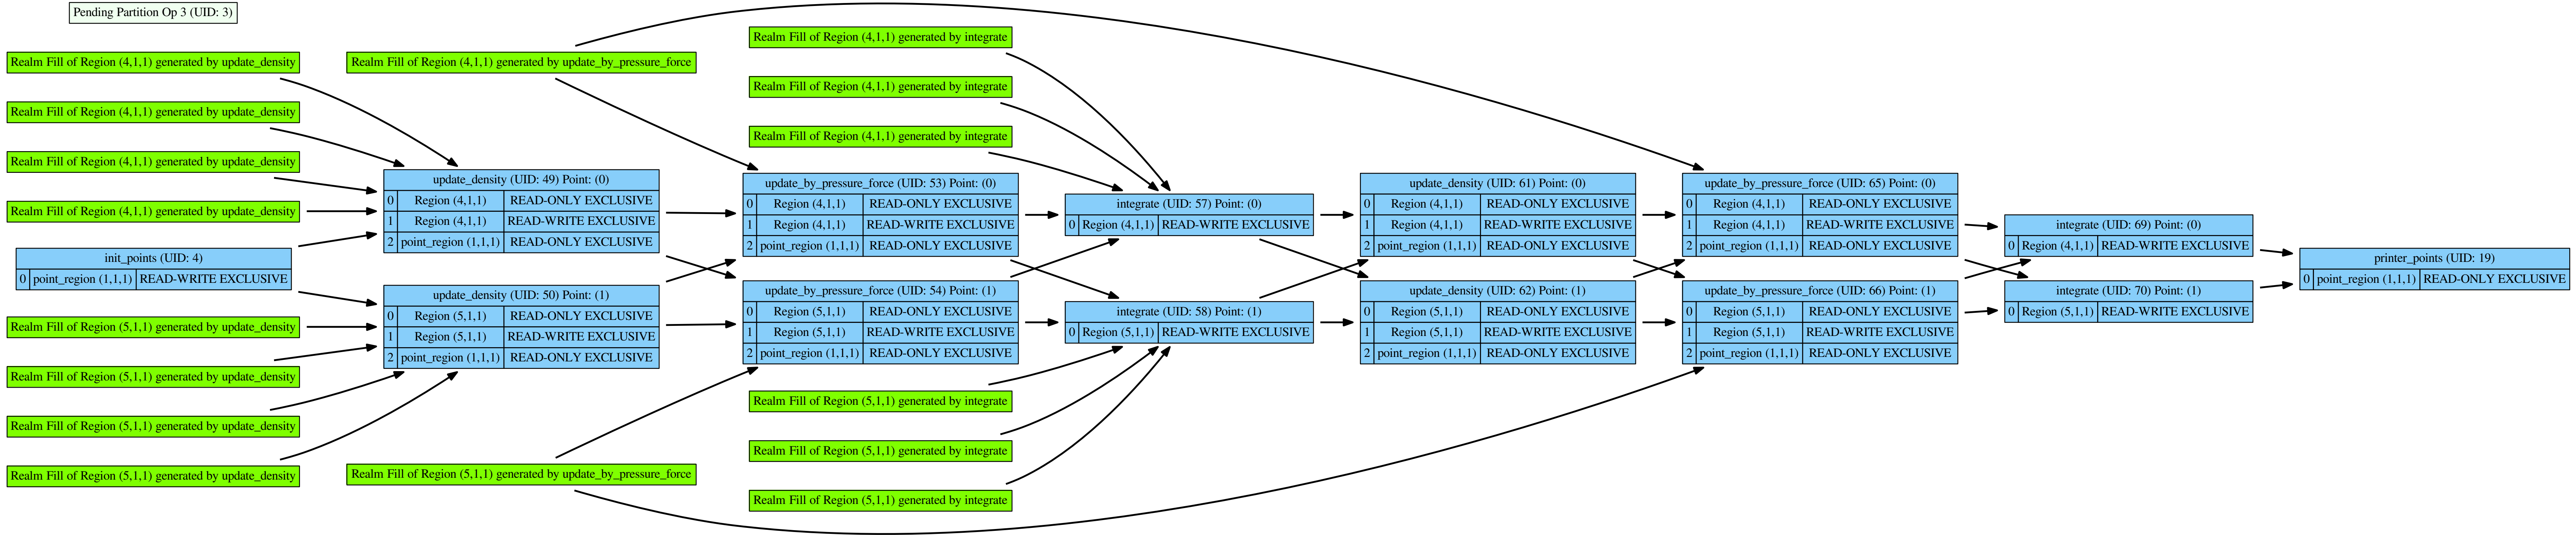 Pending Partition Op 3 (UID: 3)
Realm Fill of Region (4,1,1) generated by update_density
Realm Fill of Region (4,1,1) generated by update_density
Realm Fill of Region (4,1,1) generated by update_density
Realm Fill of Region (4,1,1) generated by update_density
init_points (UID: 4)
0 point_region (1,1,1) READ-WRITE EXCLUSIVE
Realm Fill of Region (5,1,1) generated by update_density
Realm Fill of Region (5,1,1) generated by update_density
Realm Fill of Region (5,1,1) generated by update_density
Realm Fill of Region (5,1,1) generated by update_density
Realm Fill of Region (4,1,1) generated by update_by_pressure_force
update_density (UID: 49) Point: (0)
0 Region (4,1,1) READ-ONLY EXCLUSIVE
1 Region (4,1,1) READ-WRITE EXCLUSIVE
2 point_region (1,1,1) READ-ONLY EXCLUSIVE
update_density (UID: 50) Point: (1)
0 Region (5,1,1) READ-ONLY EXCLUSIVE
1 Region (5,1,1) READ-WRITE EXCLUSIVE
2 point_region (1,1,1) READ-ONLY EXCLUSIVE
Realm Fill of Region (5,1,1) generated by update_by_pressure_force
Realm Fill of Region (4,1,1) generated by integrate
Realm Fill of Region (4,1,1) generated by integrate
Realm Fill of Region (4,1,1) generated by integrate
update_by_pressure_force (UID: 53) Point: (0)
0 Region (4,1,1) READ-ONLY EXCLUSIVE
1 Region (4,1,1) READ-WRITE EXCLUSIVE
2 point_region (1,1,1) READ-ONLY EXCLUSIVE
update_by_pressure_force (UID: 54) Point: (1)
0 Region (5,1,1) READ-ONLY EXCLUSIVE
1 Region (5,1,1) READ-WRITE EXCLUSIVE
2 point_region (1,1,1) READ-ONLY EXCLUSIVE
Realm Fill of Region (5,1,1) generated by integrate
Realm Fill of Region (5,1,1) generated by integrate
Realm Fill of Region (5,1,1) generated by integrate
integrate (UID: 57) Point: (0)
0 Region (4,1,1) READ-WRITE EXCLUSIVE
integrate (UID: 58) Point: (1)
0 Region (5,1,1) READ-WRITE EXCLUSIVE
update_density (UID: 61) Point: (0)
0 Region (4,1,1) READ-ONLY EXCLUSIVE
1 Region (4,1,1) READ-WRITE EXCLUSIVE
2 point_region (1,1,1) READ-ONLY EXCLUSIVE
update_density (UID: 62) Point: (1)
0 Region (5,1,1) READ-ONLY EXCLUSIVE
1 Region (5,1,1) READ-WRITE EXCLUSIVE
2 point_region (1,1,1) READ-ONLY EXCLUSIVE
update_by_pressure_force (UID: 65) Point: (0)
0 Region (4,1,1) READ-ONLY EXCLUSIVE
1 Region (4,1,1) READ-WRITE EXCLUSIVE
2 point_region (1,1,1) READ-ONLY EXCLUSIVE
update_by_pressure_force (UID: 66) Point: (1)
0 Region (5,1,1) READ-ONLY EXCLUSIVE
1 Region (5,1,1) READ-WRITE EXCLUSIVE
2 point_region (1,1,1) READ-ONLY EXCLUSIVE
integrate (UID: 69) Point: (0)
0 Region (4,1,1) READ-WRITE EXCLUSIVE
integrate (UID: 70) Point: (1)
0 Region (5,1,1) READ-WRITE EXCLUSIVE
printer_points (UID: 19)
0 point_region (1,1,1) READ-ONLY EXCLUSIVE